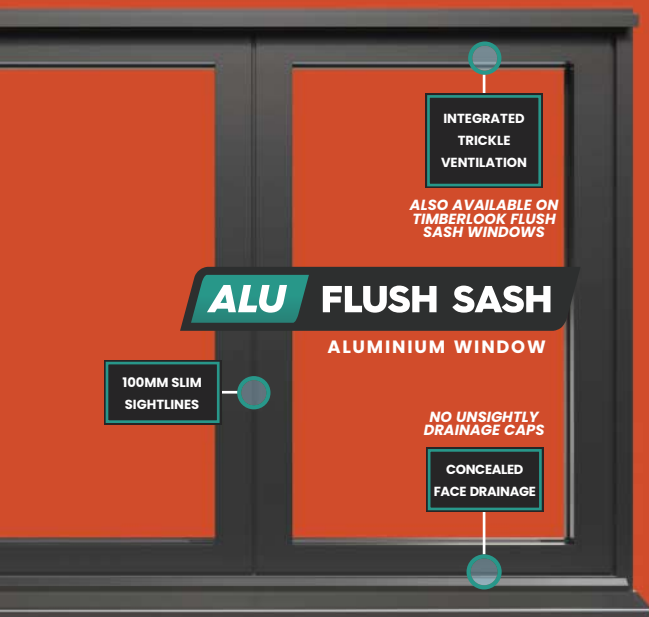 INTEGRATED
TRICKLE
VENTILATION
ALSO AVAILABLE ON
TIMBERLOOK FLUSH
SASH WINDOWS
ALU FLUSH SASH
ALUMINIUM WINDOW
100MM SLIM
SIGHTLINES
NO UNSIGHTLY
DRAINAGE CAPS
CONCEALED
FACE DRAINAGE